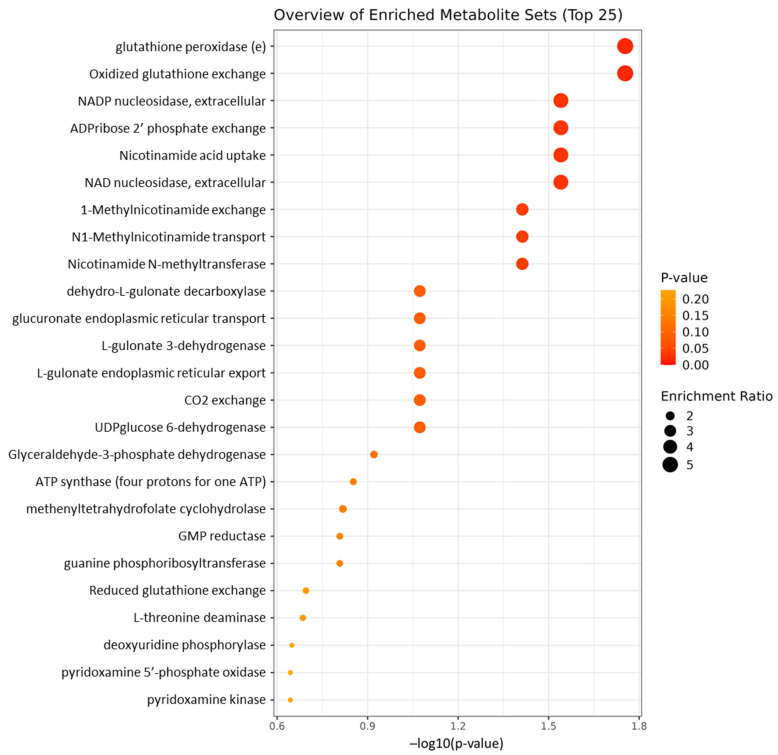 Overview of Enriched Metabolite Sets (Top 25)
glutathione peroxidase (e)
Oxidized glutathione exchange
NADP nucleosidase, extracellular
ADPribose 2’ phosphate exchange
Nicotinamide acid uptake
NAD nucleosidase, extracellular
1-Methylnicotinamide exchange
N1-Methylnicotinamide transport
Nicotinamide N-methyltransferase
dehydro-L-gulonate decarboxylase
glucuronate endoplasmic reticular transport
L-gulonate 3-dehydrogenase
L-gulonate endoplasmic reticular export
CO2 exchange
UDPglucose 6-dehydrogenase
Glyceraldehyde-3-phosphate dehydrogenase
ATP synthase (four protons for one ATP)
methenyltetrahydrofolate cyclohydrolase
GMP reductase
guanine phosphoribosyltransferase
Reduced glutathione exchange
L-threonine deaminase
deoxyuridine phosphorylase
pyridoxamine 5’-phosphate oxidase
pyridoxamine kinase
0.6 0.9 1.2 1.5 1.8
−log10(p-value)
P-value
0.20
0.15
0.10
0.05
0.00
Enrichment Ratio
2
3
4
5